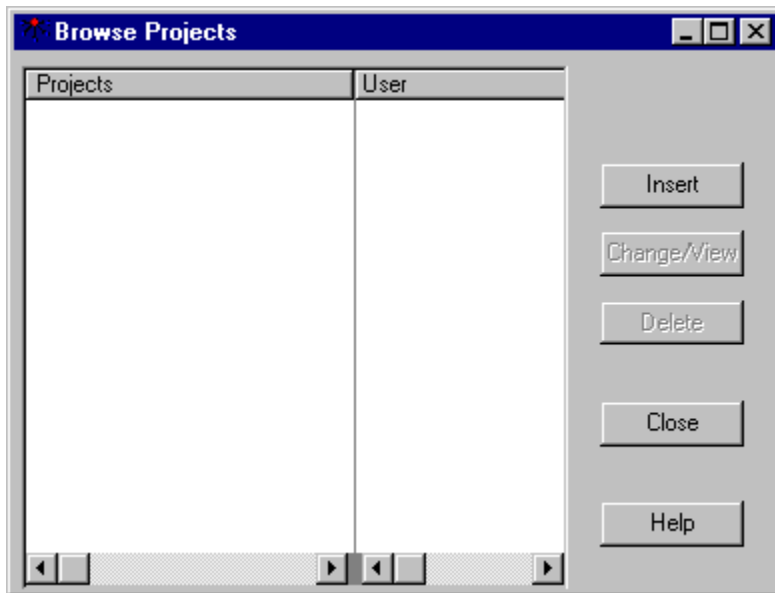 Browse Projects
Projects User
Insert
Change/View
Delete
Close
Help